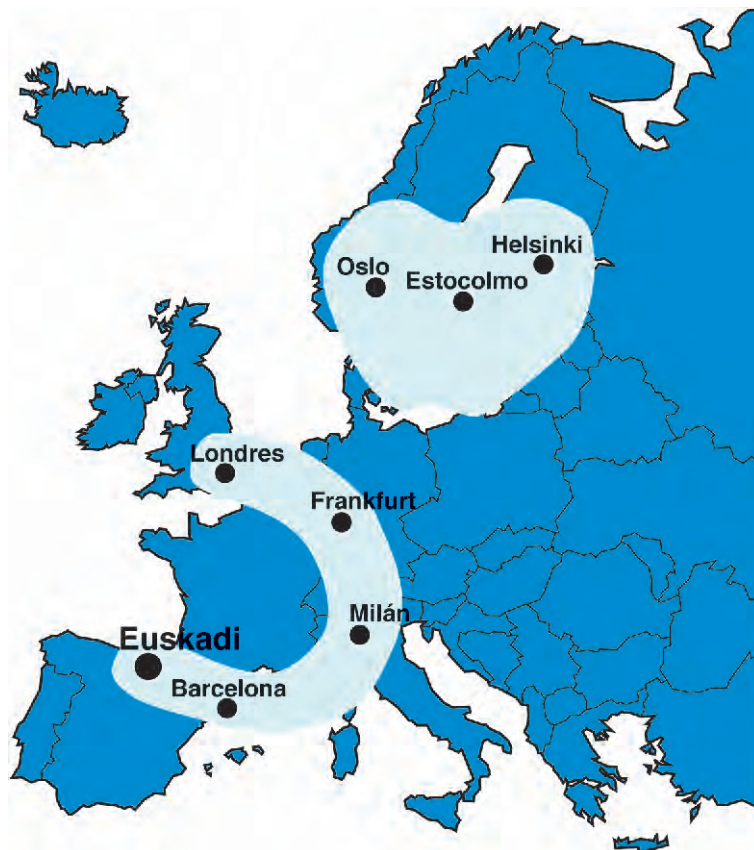 Helsinki
Oslo
Estocolmo
Londres
Frankfurt
Milán
Euskadi
Barcelona